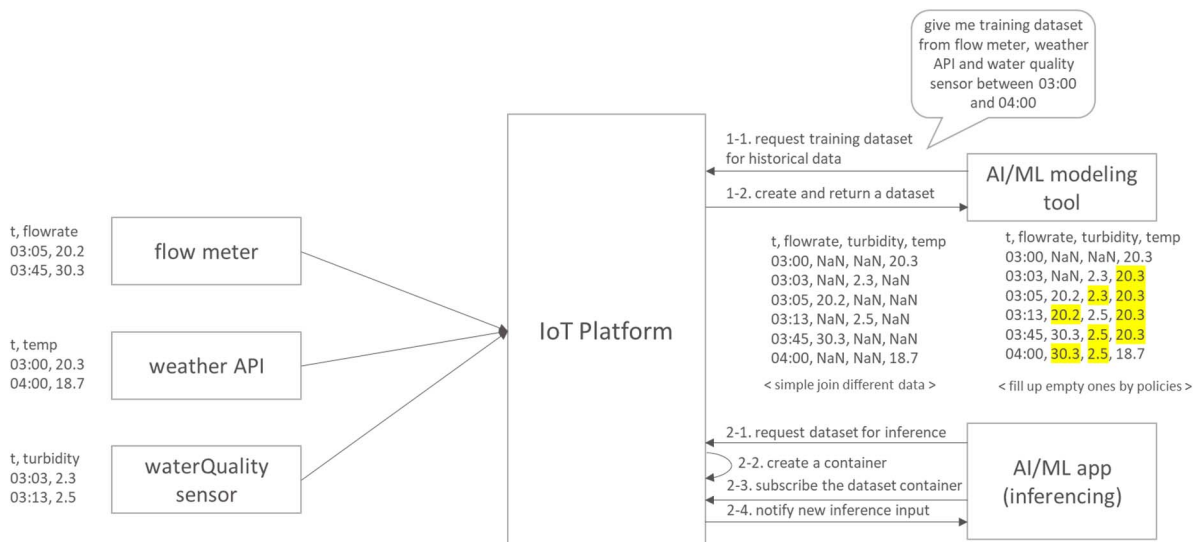 give me training dataset
from flow meter, weather
API and water quality
sensor between 03:00
and 04:00
1-1. request training dataset
for historical data
AI/ML modeling
tool
1-2. create and return a dataset
t, flowrate
03:05, 20.2
03:45, 30.3
flow meter
t, temp
03:00, 20.3
04:00, 18.7
weather API
t, turbidity
03:03, 2.3
03:13, 2.5
waterQuality
sensor
IoT Platform
t, flowrate, turbidity, temp
03:00, NaN, NaN, 20.3
03:03, NaN, 2.3, NaN
03:05, 20.2, NaN, NaN
03:13, NaN, 2.5, NaN
03:45, 30.3, NaN, NaN
04:00, NaN, NaN, 18.7
< simple join different data >
t, flowrate, turbidity, temp
03:00, NaN, NaN, 20.3
03:03, NaN, 2.3, 20.3
03:05, 20.2, 2.3, 20.3
03:13, 20.2, 2.5, 20.3
03:45, 30.3, 2.5, 20.3
04:00, 30.3, 2.5, 18.7
< fill up empty ones by policies >
2-1. request dataset for inference
2-2. create a container
2-3. subscribe the dataset container
2-4. notify new inference input
AI/ML app
(inferencing)